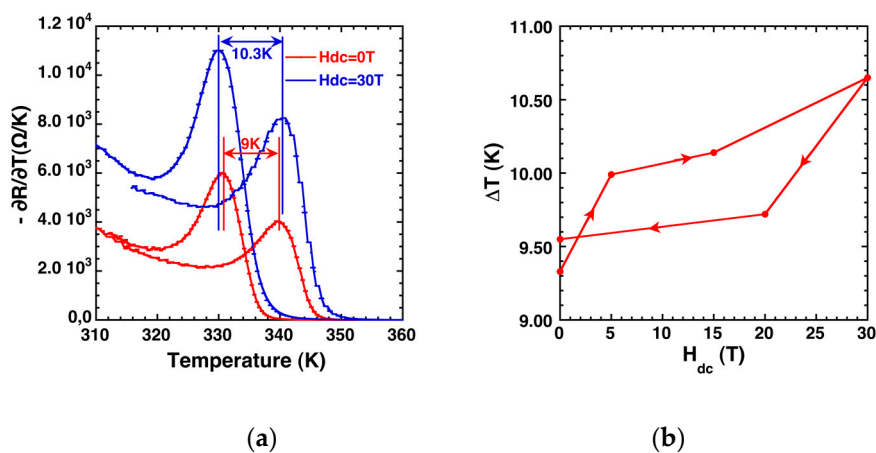 - ∂R/∂T(Ω/K)
1.2 10⁴
1.0 10⁴
8.0 10³
6.0 10³
4.0 10³
2.0 10³
0,0
10.3K
Hdc=0T
Hdc=30T
9K
310 320 330 340 350 360
Temperature (K)
(a)
ΔT (K)
11.00
10.50
10.00
9.50
9.00
0 5 10 15 20 25 30
H_dc (T)
(b)